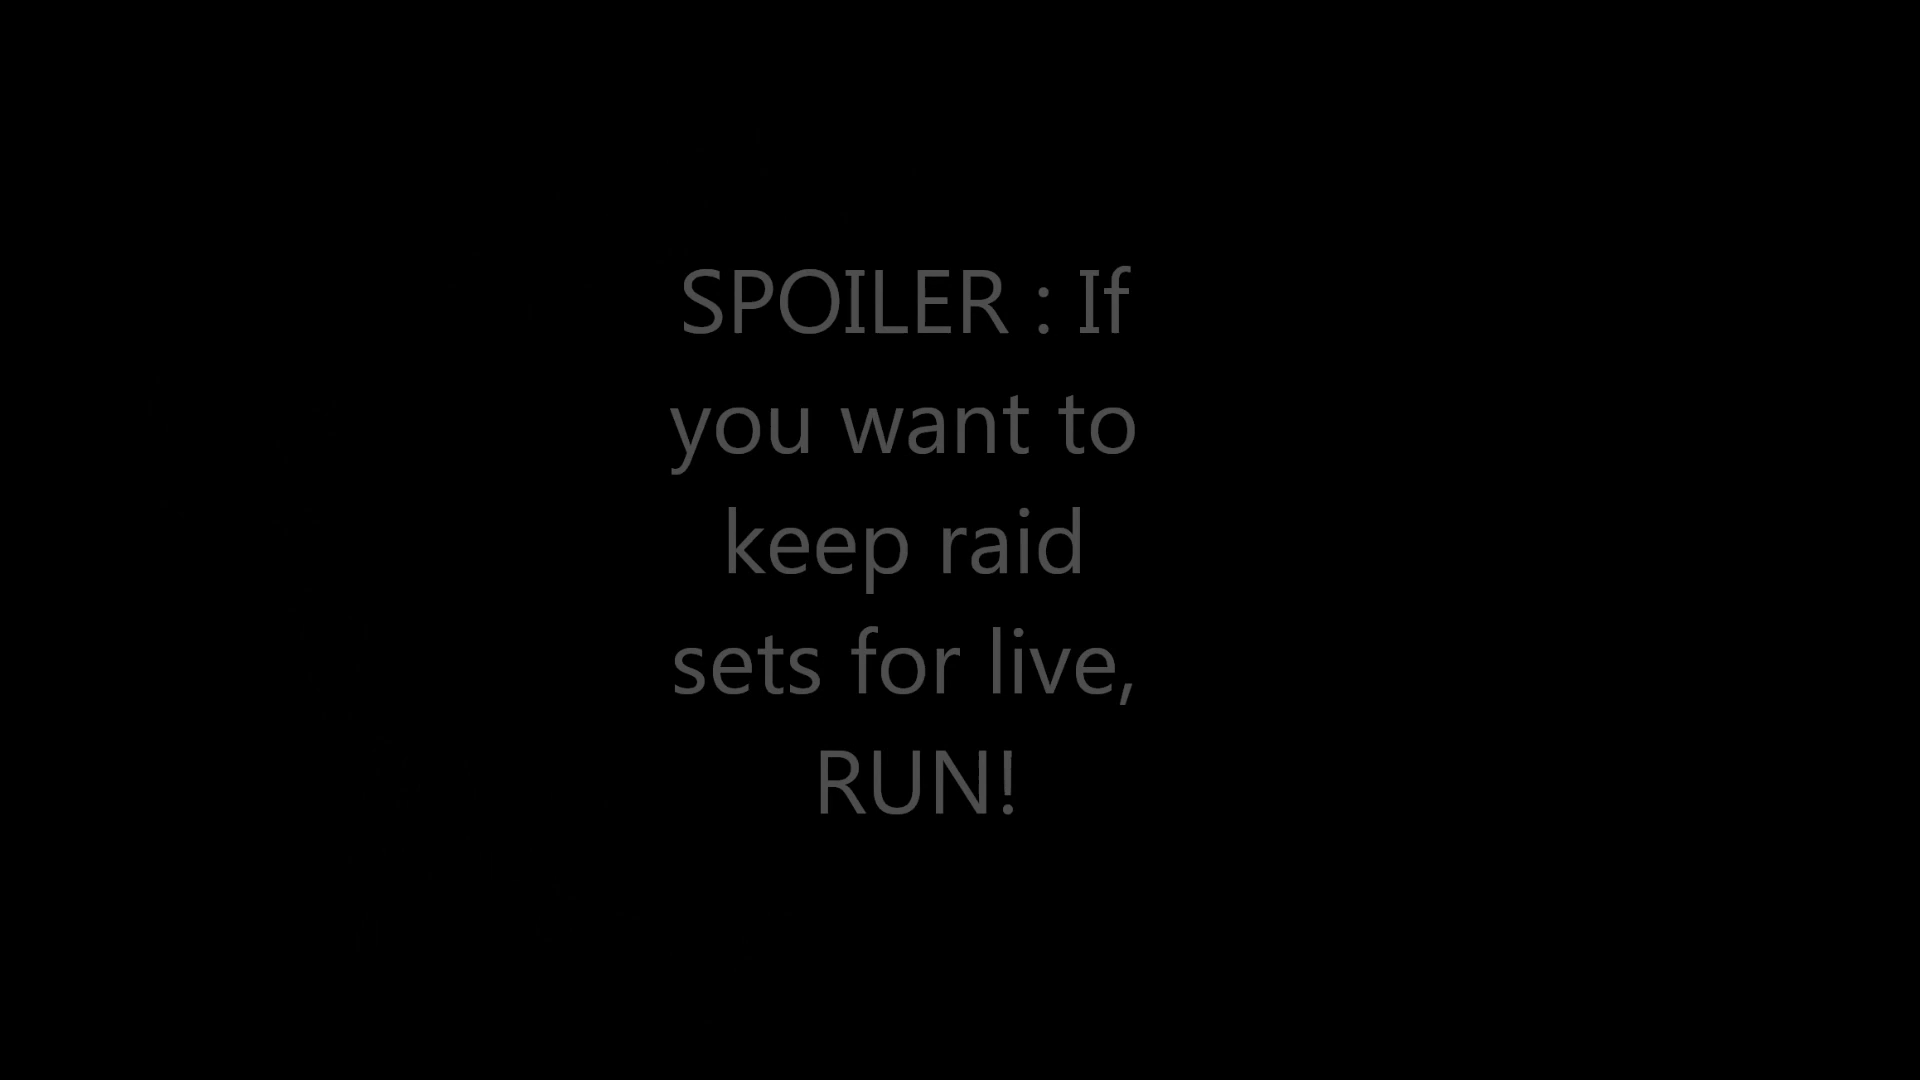 SPOILER : If
you want to
keep raid
sets for live,
RUN!